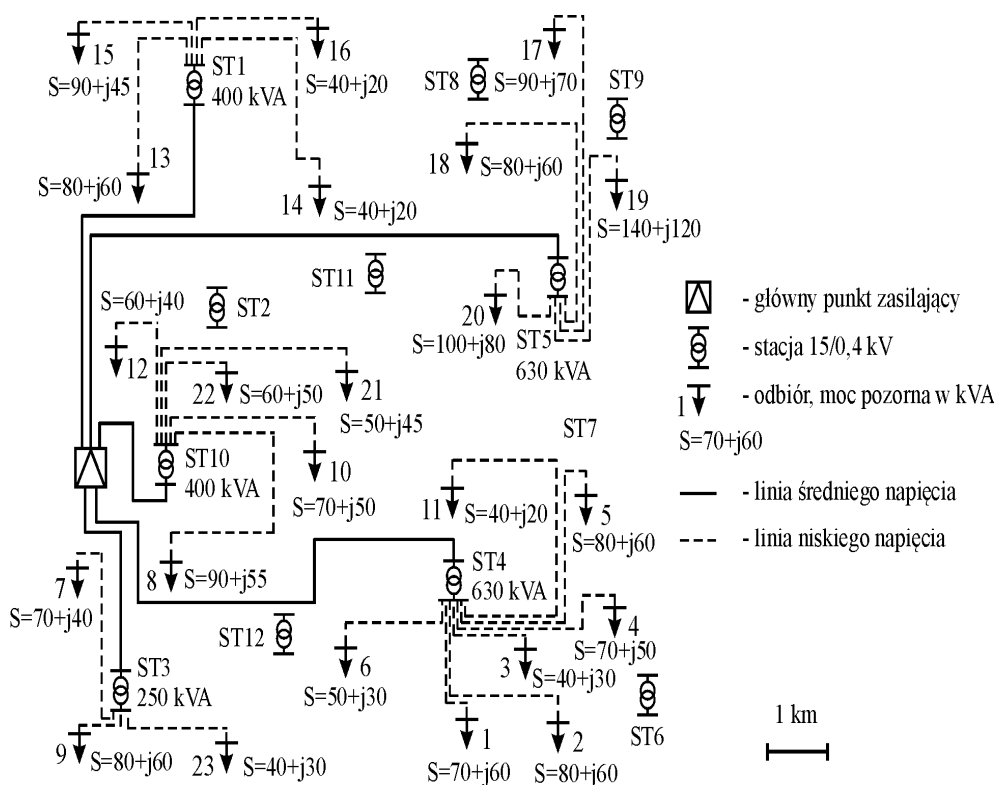 15
S=90+j45
ST1
400 kVA
16
S=40+j20
13
S=80+j60
14
S=40+j20
ST8
17
S=90+j70
ST9
18
S=80+j60
19
S=140+j120
ST11
20
S=100+j80
ST5
630 kVA
S=60+j40
ST2
12
22
S=60+j50
21
S=50+j45
ST10
400 kVA
10
S=70+j50
8
S=90+j55
ST7
11
S=40+j20
5
S=80+j60
ST4
630 kVA
7
S=70+j40
ST12
6
S=50+j30
3
S=40+j30
4
S=70+j50
ST3
250 kVA
9
S=80+j60
23
S=40+j30
1
S=70+j60
2
S=80+j60
ST6
- główny punkt zasilający
- stacja 15/0,4 kV
1
- odbiór, moc pozorna w kVA
S=70+j60
- linia średniego napięcia
- linia niskiego napięcia
1 km